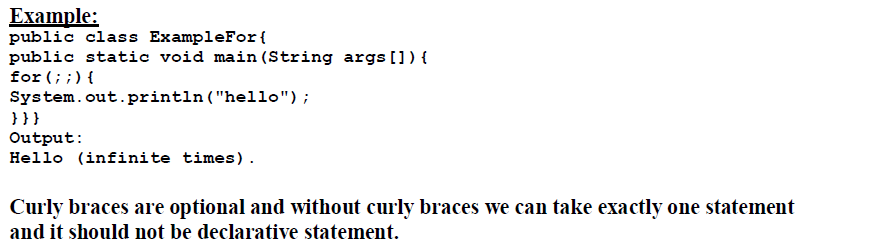 Example:
public class ExampleFor{
public static void main(String args[]){
for(;;){
System.out.println("hello");
}}}
Output:
Hello (infinite times).
Curly braces are optional and without curly braces we can take exactly one statement
and it should not be declarative statement.